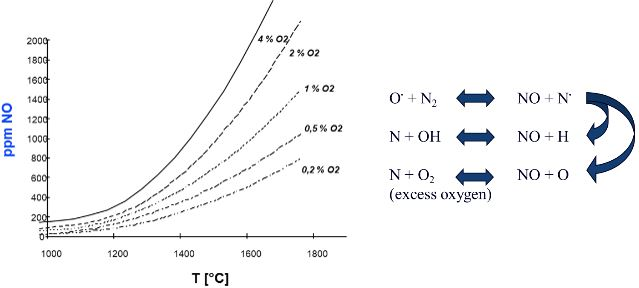 ppm NO
2000
1800
1600
1400
1200
1000
800
600
400
200
0
1000 1200 1400 1600 1800
T [°C]
4 % O2
2 % O2
1 % O2
0,5 % O2
0,2 % O2
O• + N₂ NO + N•
N + OH NO + H
N + O₂ NO + O
(excess oxygen)